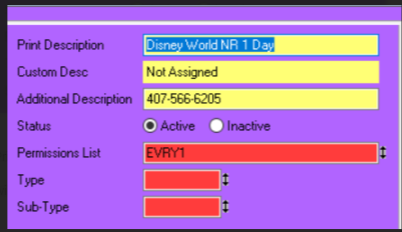 Print Description Disney World NR 1 Day
Custom Desc Not Assigned
Additional Description 407-566-6205
Status Active Inactive
Permissions List EVRY1
Type
Sub-Type